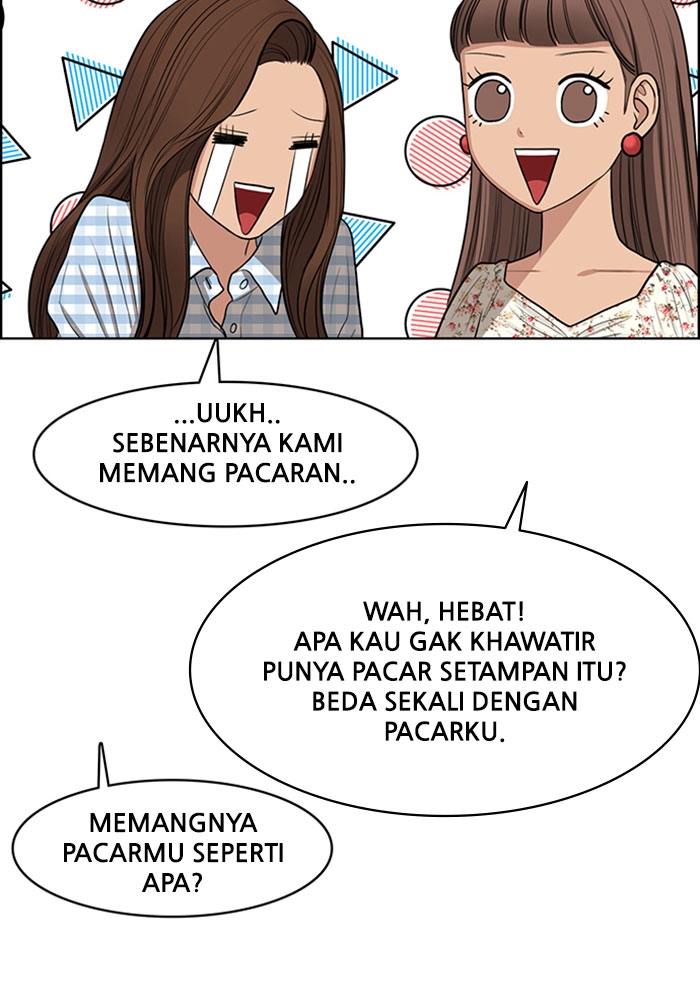 ...UUKH..
SEBENARNYA KAMI
MEMANG PACARAN..
WAH, HEBAT!
APA KAU GAK KHAWATIR
PUNYA PACAR SETAMPAN ITU?
BEDA SEKALI DENGAN
PACARKU.
MEMANGNYA
PACARMU SEPERTI
APA?